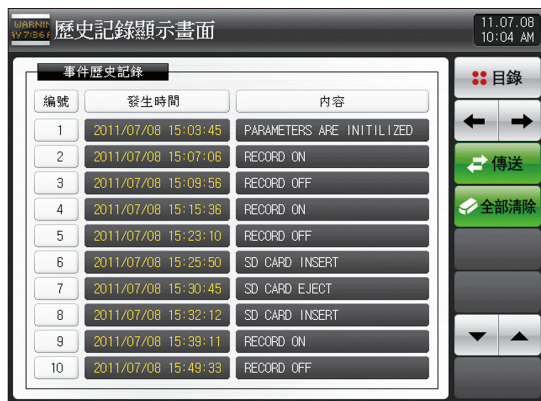 歷史記錄顯示畫面
11.07.08
10:04 AM
事件歷史記錄
編號 發生時間 內容
1 2011/07/08 15:03:45 PARAMETERS ARE INITILIZED
2 2011/07/08 15:07:06 RECORD ON
3 2011/07/08 15:09:56 RECORD OFF
4 2011/07/08 15:15:36 RECORD ON
5 2011/07/08 15:23:10 RECORD OFF
6 2011/07/08 15:25:50 SD CARD INSERT
7 2011/07/08 15:30:45 SD CARD EJECT
8 2011/07/08 15:32:12 SD CARD INSERT
9 2011/07/08 15:39:11 RECORD ON
10 2011/07/08 15:49:33 RECORD OFF
目錄
傳送
全部清除